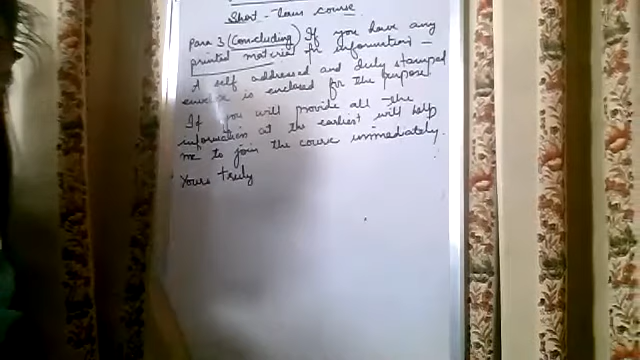 Short-term course
Para 3 (Concluding) If you have any
printed material for information -
A self addressed and duly stamped
envelope is enclosed for the purpose.
If you will provide all the
information at the earliest will help
me to join the course immediately.
Yours truly